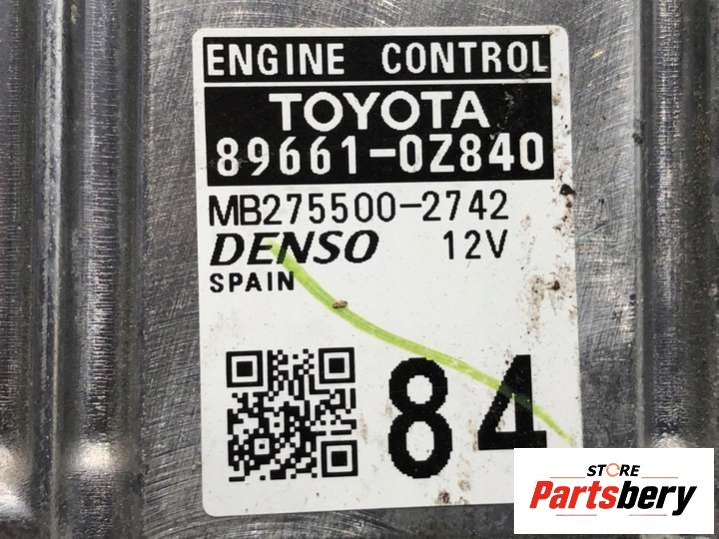 ENGINE CONTROL
TOYOTA
89661-0Z840
MB275500-2742
DENSO 12V
SPAIN
84
STORE
Partsbery